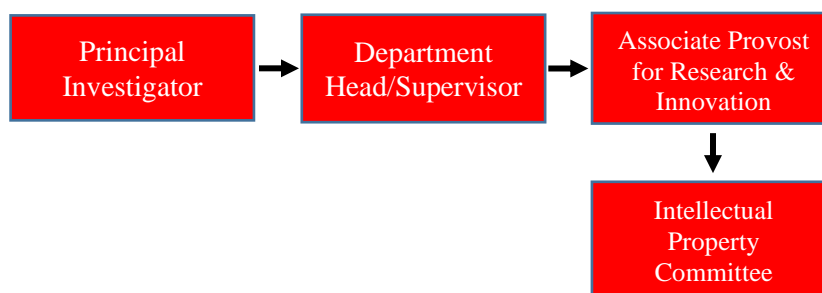 Principal
Investigator
Department
Head/Supervisor
Associate Provost
for Research &
Innovation
Intellectual
Property
Committee